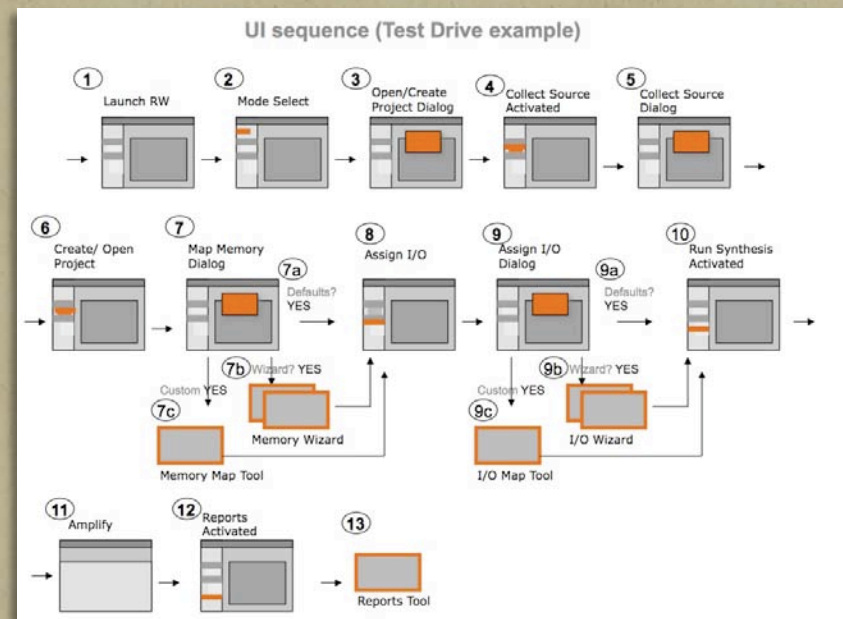 UI sequence (Test Drive example)
1
Launch RW
2
Mode Select
3
Open/Create
Project Dialog
4
Collect Source
Activated
5
Collect Source
Dialog
6
Create/ Open
Project
7
Map Memory
Dialog
7a
Defaults?
YES
7b
Wizard? YES
Memory Wizard
Custom YES
7c
Memory Map Tool
8
Assign I/O
9
Assign I/O
Dialog
9a
Defaults?
YES
9b
Wizard? YES
I/O Wizard
Custom YES
9c
I/O Map Tool
10
Run Synthesis
Activated
11
Amplify
12
Reports
Activated
13
Reports Tool